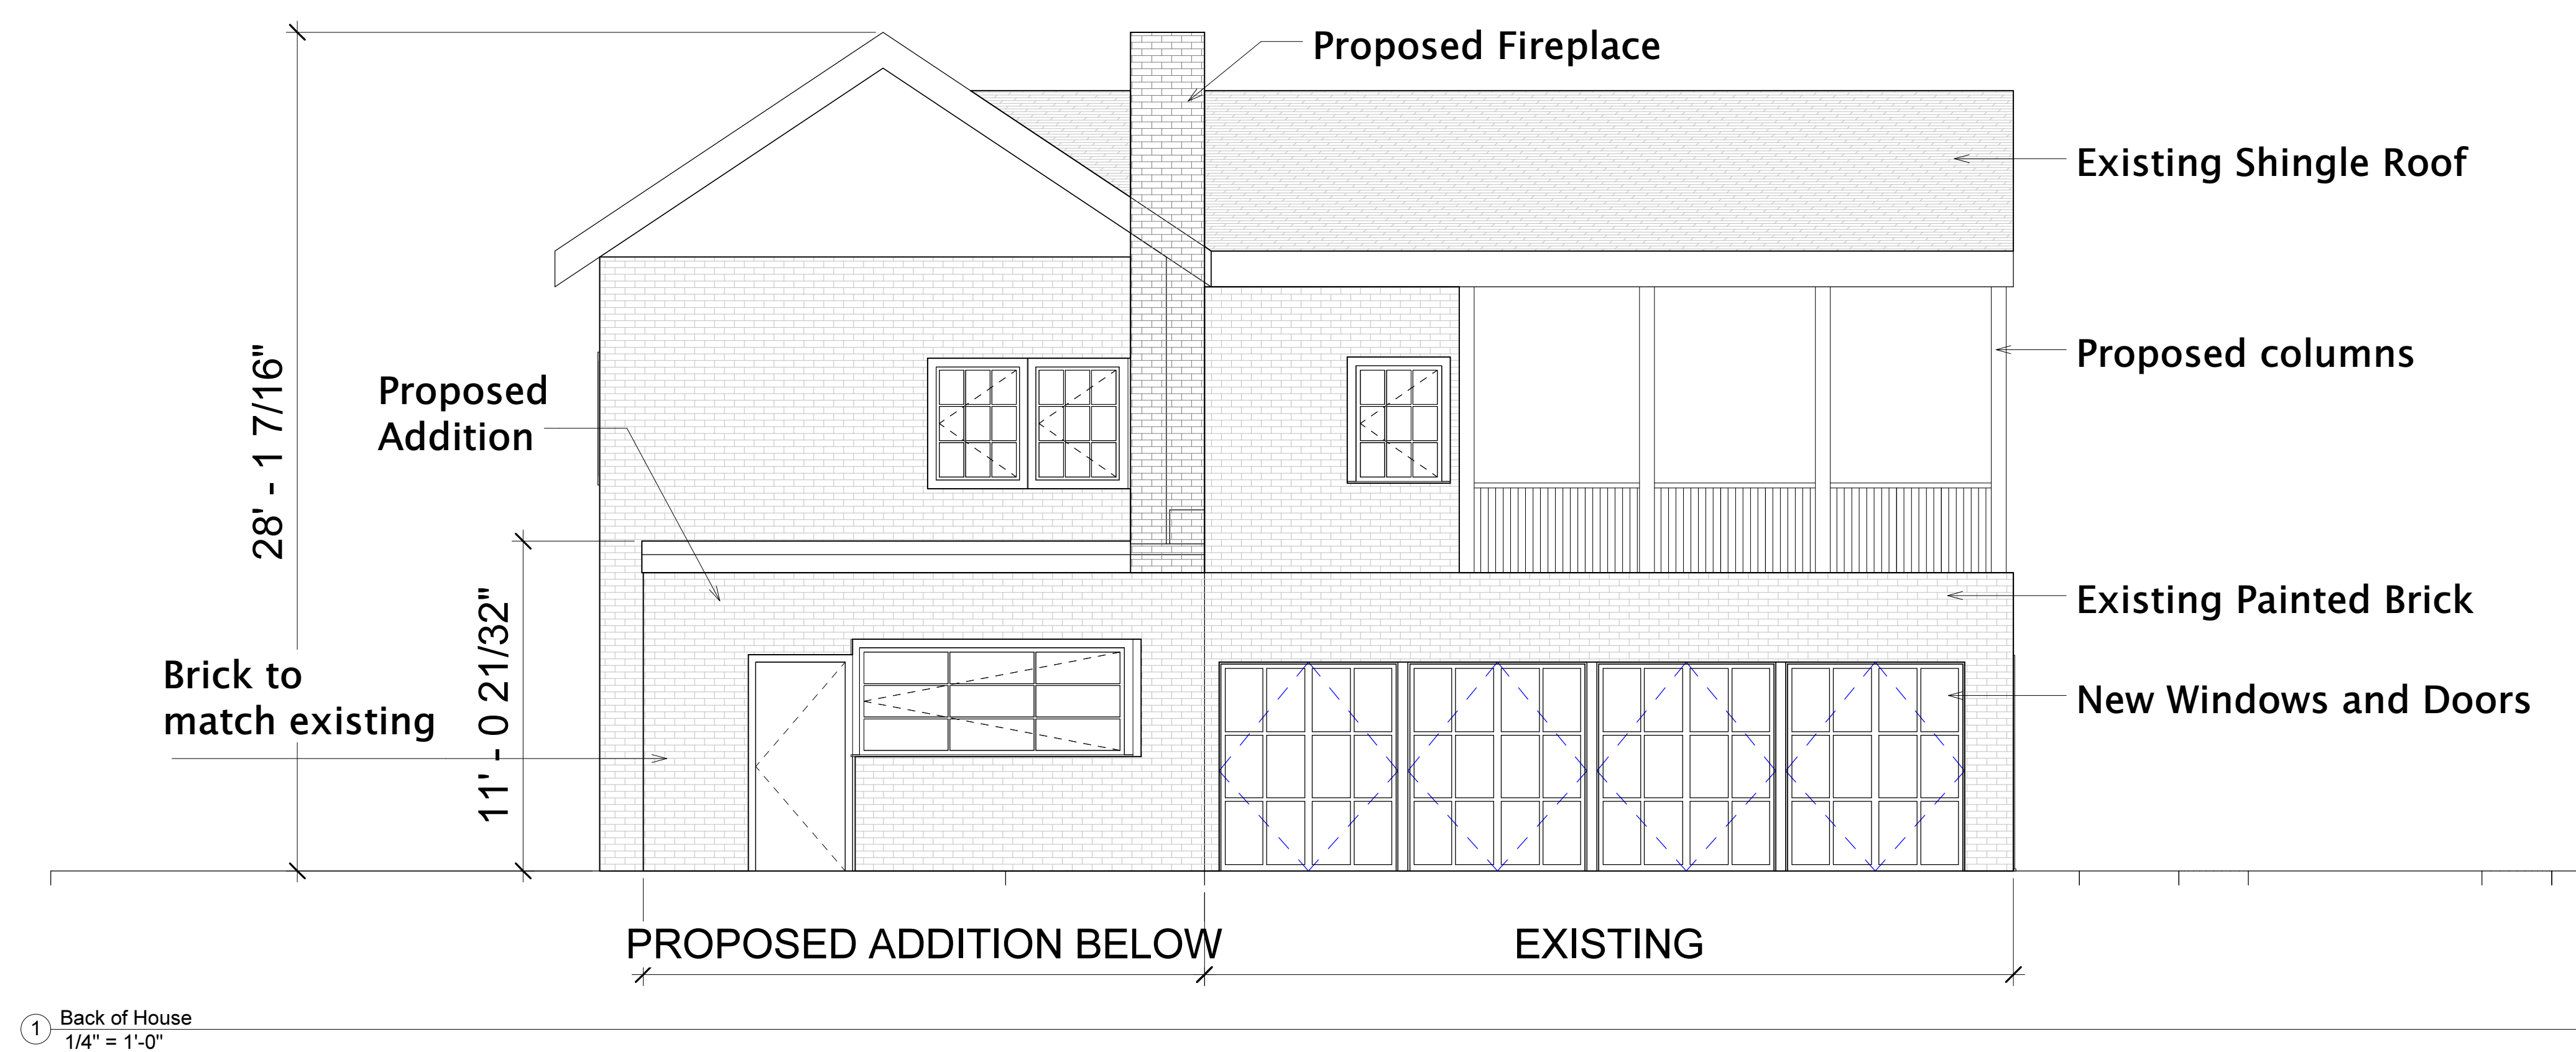 Proposed Fireplace
Existing Shingle Roof
28' - 1 7/16"
Proposed columns
Proposed
Addition
Existing Painted Brick
11' - 0 21/32"
Brick to
match existing
New Windows and Doors
PROPOSED ADDITION BELOW
EXISTING
1
Back of House
1/4" = 1'-0"